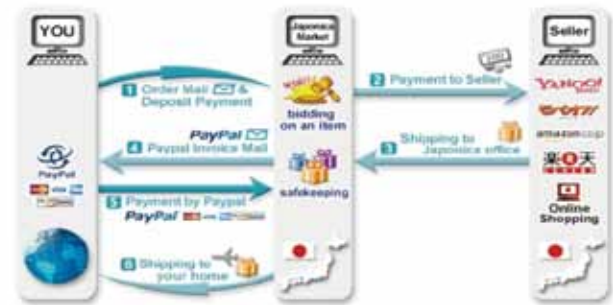 YOU
Japonica
Market
Seller
1 Order Mail &
Deposit Payment
2 Payment to Seller
bidding
on an item
YAHOO!
PayPal
4 Paypal Invoice Mail
3 Shipping to
Japonica office
amazon.co.jp
楽天
PayPal
safekeeping
5 Payment by Paypal
PayPal
VISA
Online
Shopping
6 Shipping to
your home